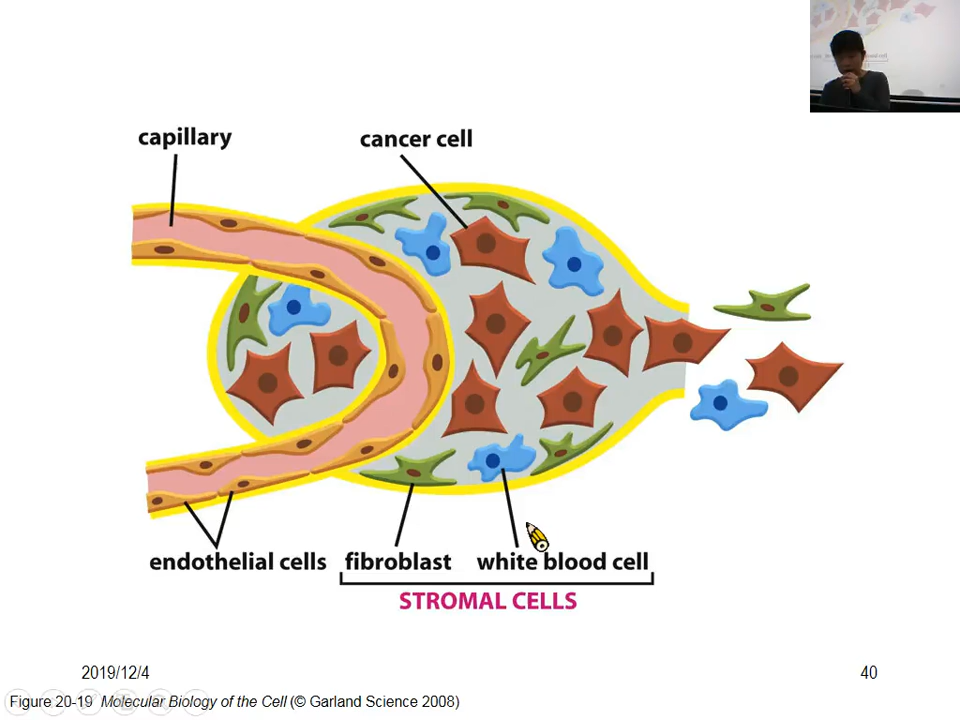 capillary
cancer cell
endothelial cells
fibroblast
white blood cell
STROMAL CELLS
2019/12/4
40
Figure 20-19 Molecular Biology of the Cell (© Garland Science 2008)